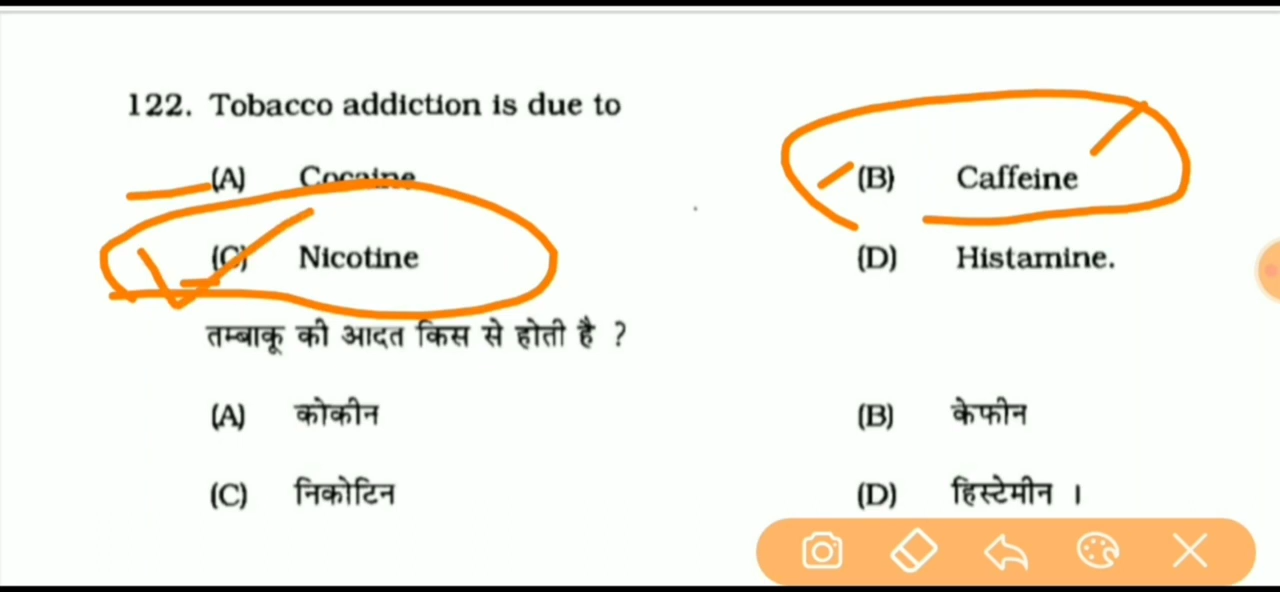 122. Tobacco addiction is due to
(A) Cocaine (B) Caffeine
(C) Nicotine (D) Histamine.
तम्बाकू की आदत किस से होती है ?
(A) कोकीन (B) केफीन
(C) निकोटिन (D) हिस्टेमीन ।